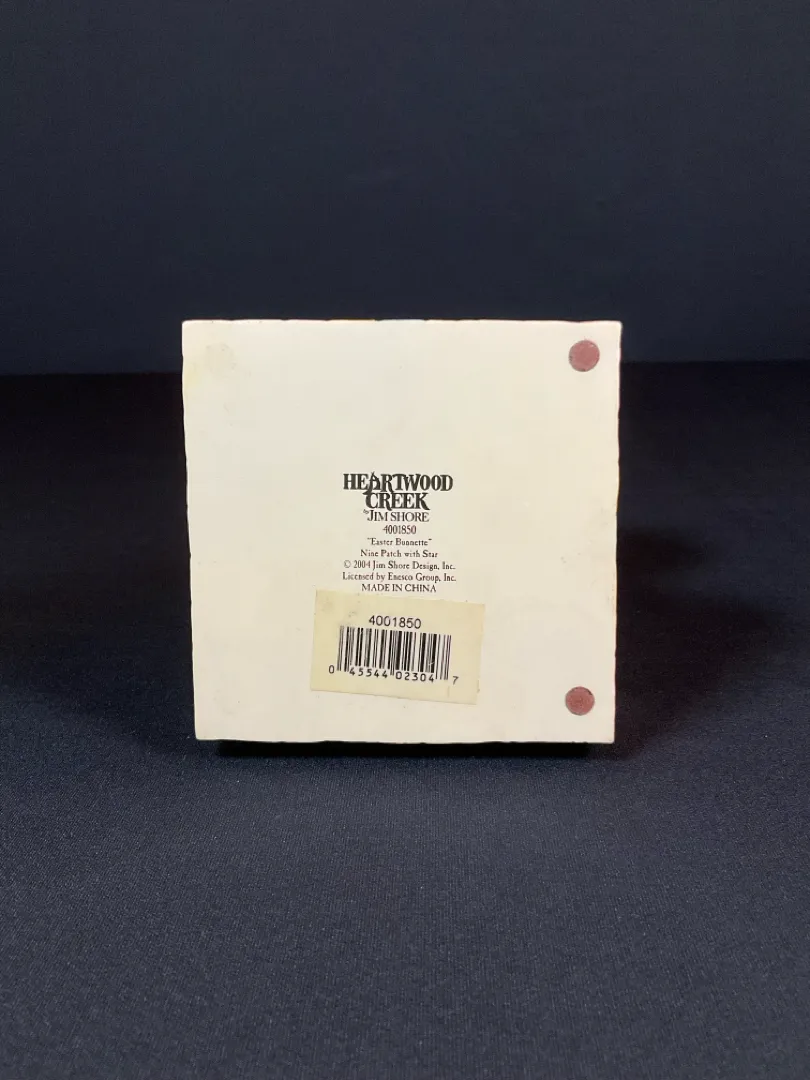 HEARTWOOD
CREEK
by JIM SHORE
4001850
"Easter Bunnette"
Nine Patch with Star
© 2004 Jim Shore Design, Inc.
Licensed by Enesco Group, Inc.
MADE IN CHINA
4001850
0 45544 02304 7